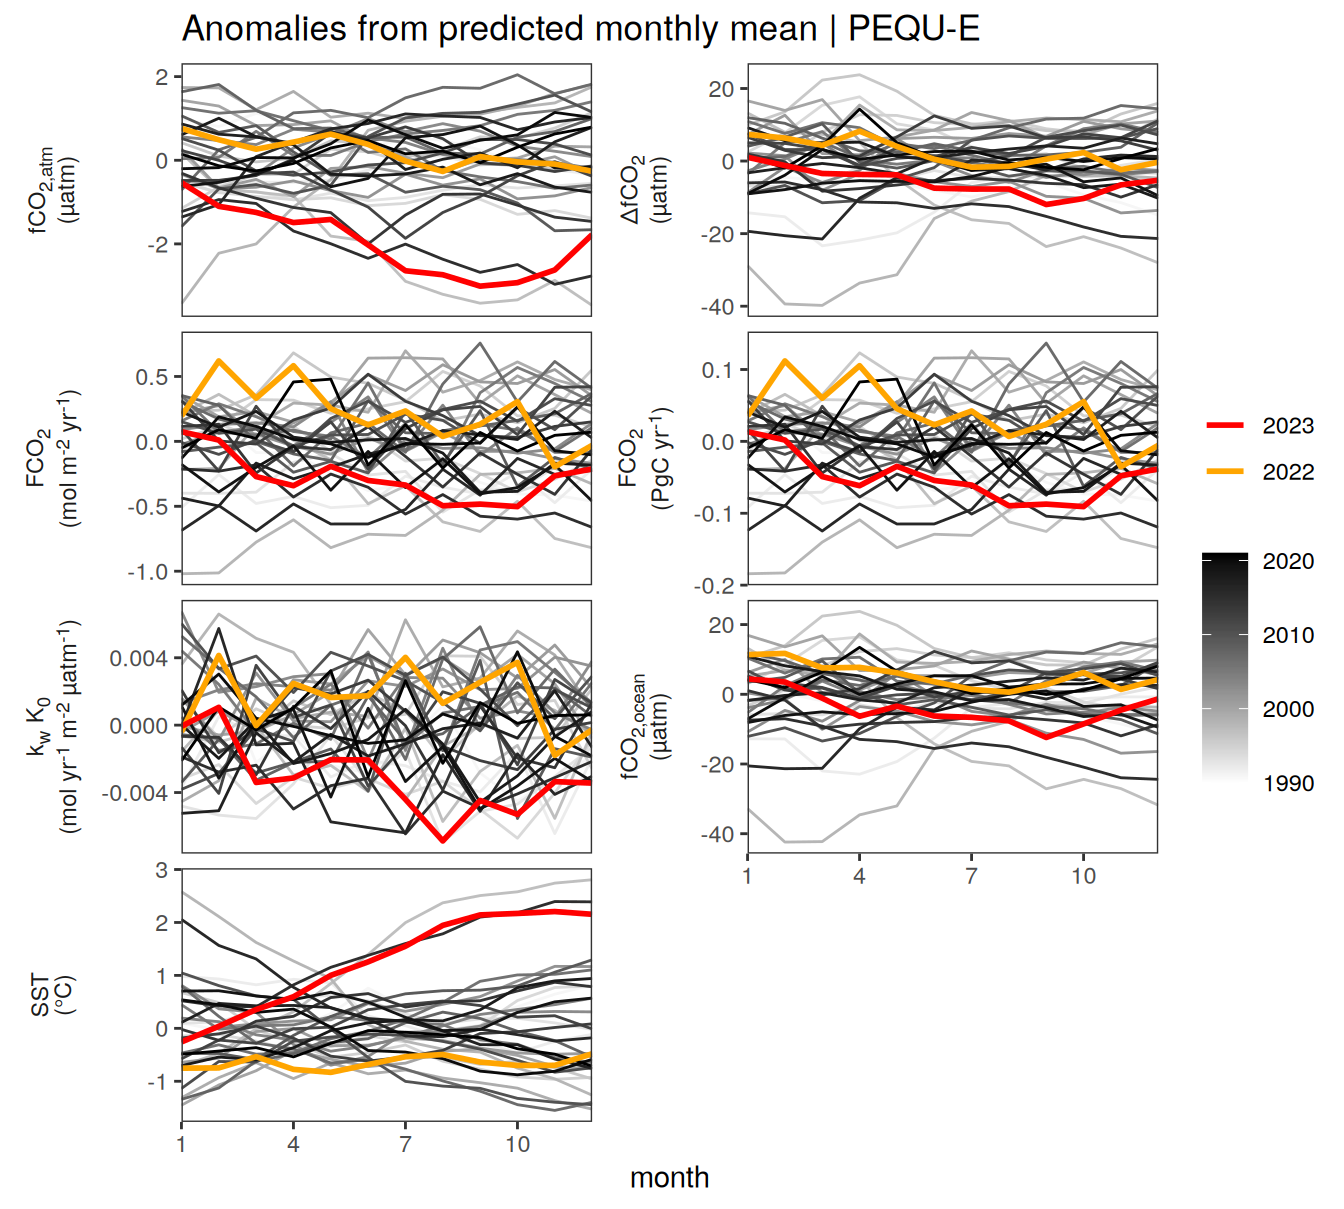 Anomalies from predicted monthly mean | PEQU-E
fCO2,atm
(µatm)
2
0
-2
ΔfCO2
(µatm)
20
0
-20
-40
FCO2
(mol m-2 yr-1)
0.5
0.0
-0.5
-1.0
FCO2
(PgC yr-1)
0.1
0.0
-0.1
-0.2
kw K0
(mol yr-1 m-2 µatm-1)
0.004
0.000
-0.004
fCO2,ocean
(µatm)
20
0
-20
-40
1 4 7 10
SST
(°C)
3
2
1
0
-1
1 4 7 10
month
2023
2022
2020
2010
2000
1990